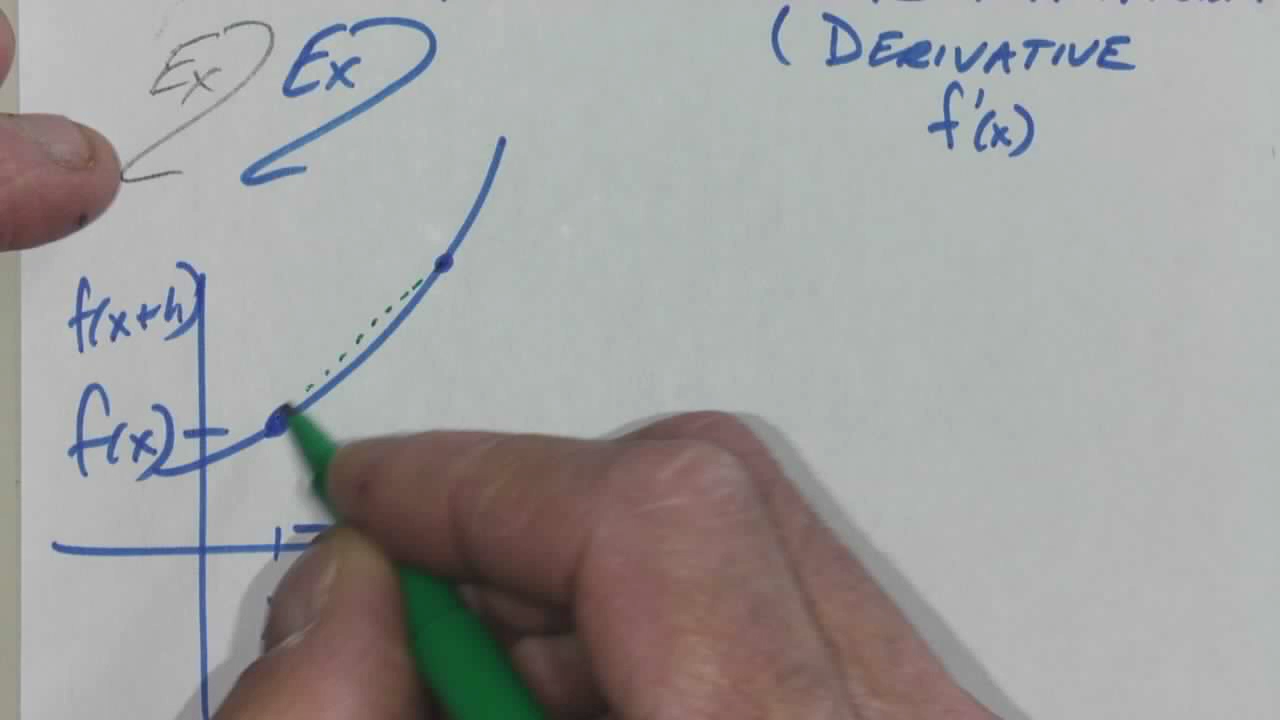 (DERIVATIVE
f'(x)
Ex Ex
f(x+h)
f(x)